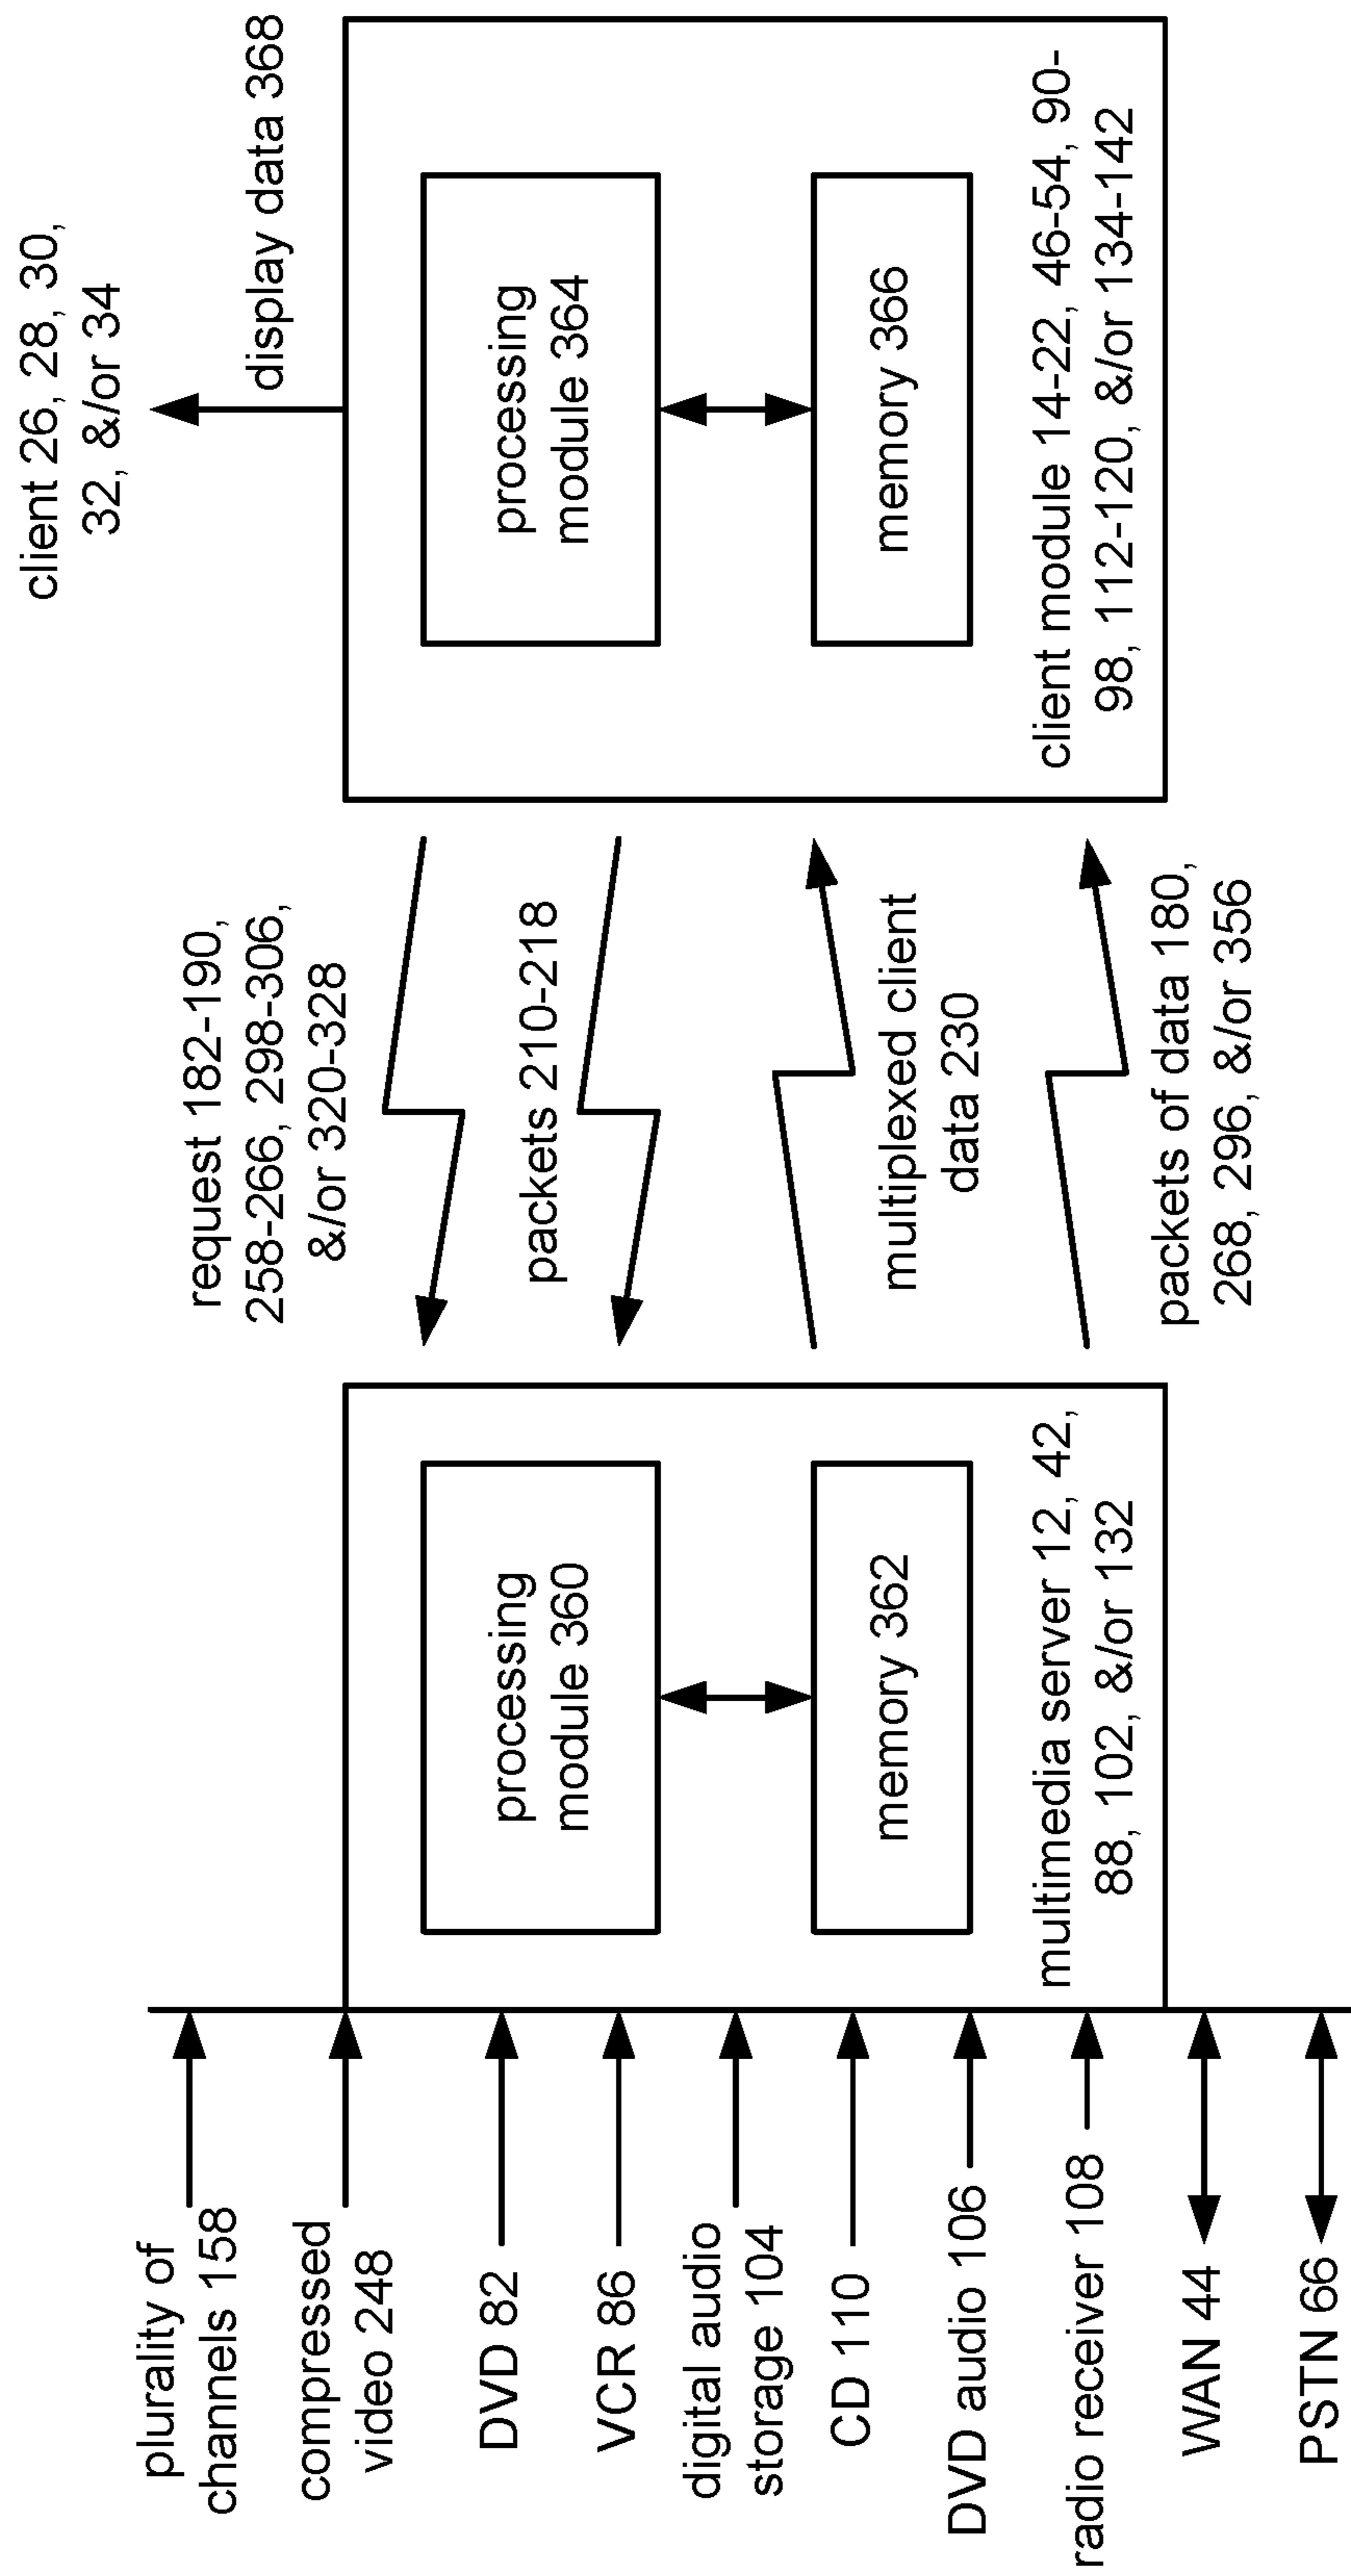 plurality of
channels 158
compressed
video 248
DVD 82
VCR 86
digital audio
storage 104
CD 110
DVD audio 106
radio receiver 108
WAN 44
PSTN 66
processing
module 360
memory 362
multimedia server 12, 42,
88, 102, &/or 132
request 182-190,
258-266, 298-306,
&/or 320-328
packets 210-218
multiplexed client
data 230
packets of data 180,
268, 296, &/or 356
client 26, 28, 30,
32, &/or 34
display data 368
processing
module 364
memory 366
client module 14-22, 46-54, 90-
98, 112-120, &/or 134-142